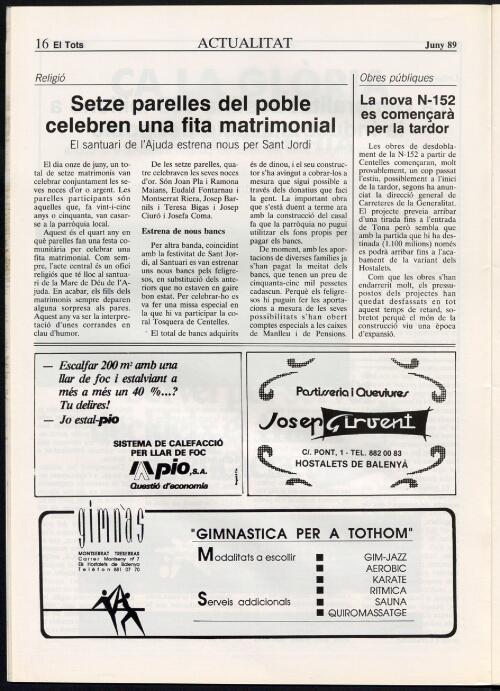 16 El Tots
ACTUALITAT
Juny 89
Religió
Setze parelles del poble
celebren una fita matrimonial
El santuari de l'Ajuda estrena nous per Sant Jordi
El dia onze de juny, un to-
tal de setze matrimonis van
celebrar conjuntament les se-
ves noces d'or o argent. Les
parelles participants són
aquelles que, fa vint-i-cinc
anys o cinquanta, van casar-
se a la parròquia local.
Aquest és el quart any en
què parelles fan una festa co-
munitària per celebrar una
fita matrimonial. Com sem-
pre, l'acte central és un ofici
religiós que té lloc al santua-
ri de la Mare de Déu de l'A-
juda. En acabar, els fills dels
matrimonis sempre deparen
alguna sorpresa als pares.
Aquest any va ser la interpre-
tació d'unes corrandes en
clau d'humor.
De les setze parelles, qua-
tre celebraven les seves noces
d'or. Són Joan Pla i Ramona
Maians, Eudald Fontarnau i
Montserrat Riera, Josep Bar-
nils i Teresa Bigas i Josep
Ciuró i Josefa Coma.
Estrena de nous bancs
Per altra banda, coincidint
amb la festivitat de Sant Jor-
di, al Santuari es van estrenar
uns nous bancs pels feligre-
sos, en substitució dels ante-
riors que no estaven en gaire
bon estat. Per celebrar-ho es
va fer una missa especial en
la que hi va participar la co-
ral Tosquera de Centelles.
El total de bancs adquirits
és de dinou, i el seu construc-
tor s'ha avingut a cobrar-los a
mesura que sigui possible a
través dels donatius que faci
la gent. La important obra
que s'està duent a terme ara
amb la construcció del casal
fa que la parròquia no pugui
utilitzar els fons propis per
pagar els bancs.
De moment, amb les apor-
tacions de diverses famílies ja
s'han pagat la meitat dels
bancs, que tenen un preu de
cinquanta-cinc mil pessetes
cadascun. Perquè els feligre-
sos hi puguin fer les aporta-
cions a mesura de les seves
possibilitats s'han obert
comptes especials a les caixes
de Manlleu i de Pensions.
Obres públiques
La nova N-152
es començarà
per la tardor
Les obres de desdobla-
ment de la N-152 a partir de
Centelles començaran, molt
provablement, un cop passat
l'estiu, possiblement a l'inici
de la tardor, segons ha anun-
ciat la direcció general de
Carreteres de la Generalitat.
El projecte preveia arribar
d'una tirada fins a l'entrada
de Tona però sembla que
amb la partida que hi ha des-
tinada (1.100 milions) només
es podrà arribar fins a l'aca-
bament de la variant dels
Hostalets.
Com que les obres s'han
endarrerit molt, els pressu-
postos dels projectes han
quedat desfasats en tot
aquest temps de retard, so-
bretot perquè el món de la
construcció viu una època
d'expansió.
— Escalfar 200 m² amb una
llar de foc i estalviant a
més a més un 40 %...?
Tu delires!
— Jo estal-pio
SISTEMA DE CALEFACCIÓ
PER LLAR DE FOC
pio, S.A.
Questió d'economia
Pastisseria i Queviures
Josep Girvent
C/. PONT, 1 - TEL. 882 00 83
HOSTALETS DE BALENYÀ
gimnàs
MONTSERRAT TRESERRAS
Carrer Montseny nº 7
Els Hostalets de Balenya
Telèfon 881 07 70
"GIMNASTICA PER A TOTHOM"
Modalitats a escollir
GIM-JAZZ
AEROBIC
KARATE
RITMICA
Serveis addicionals
SAUNA
QUIROMASSATGE